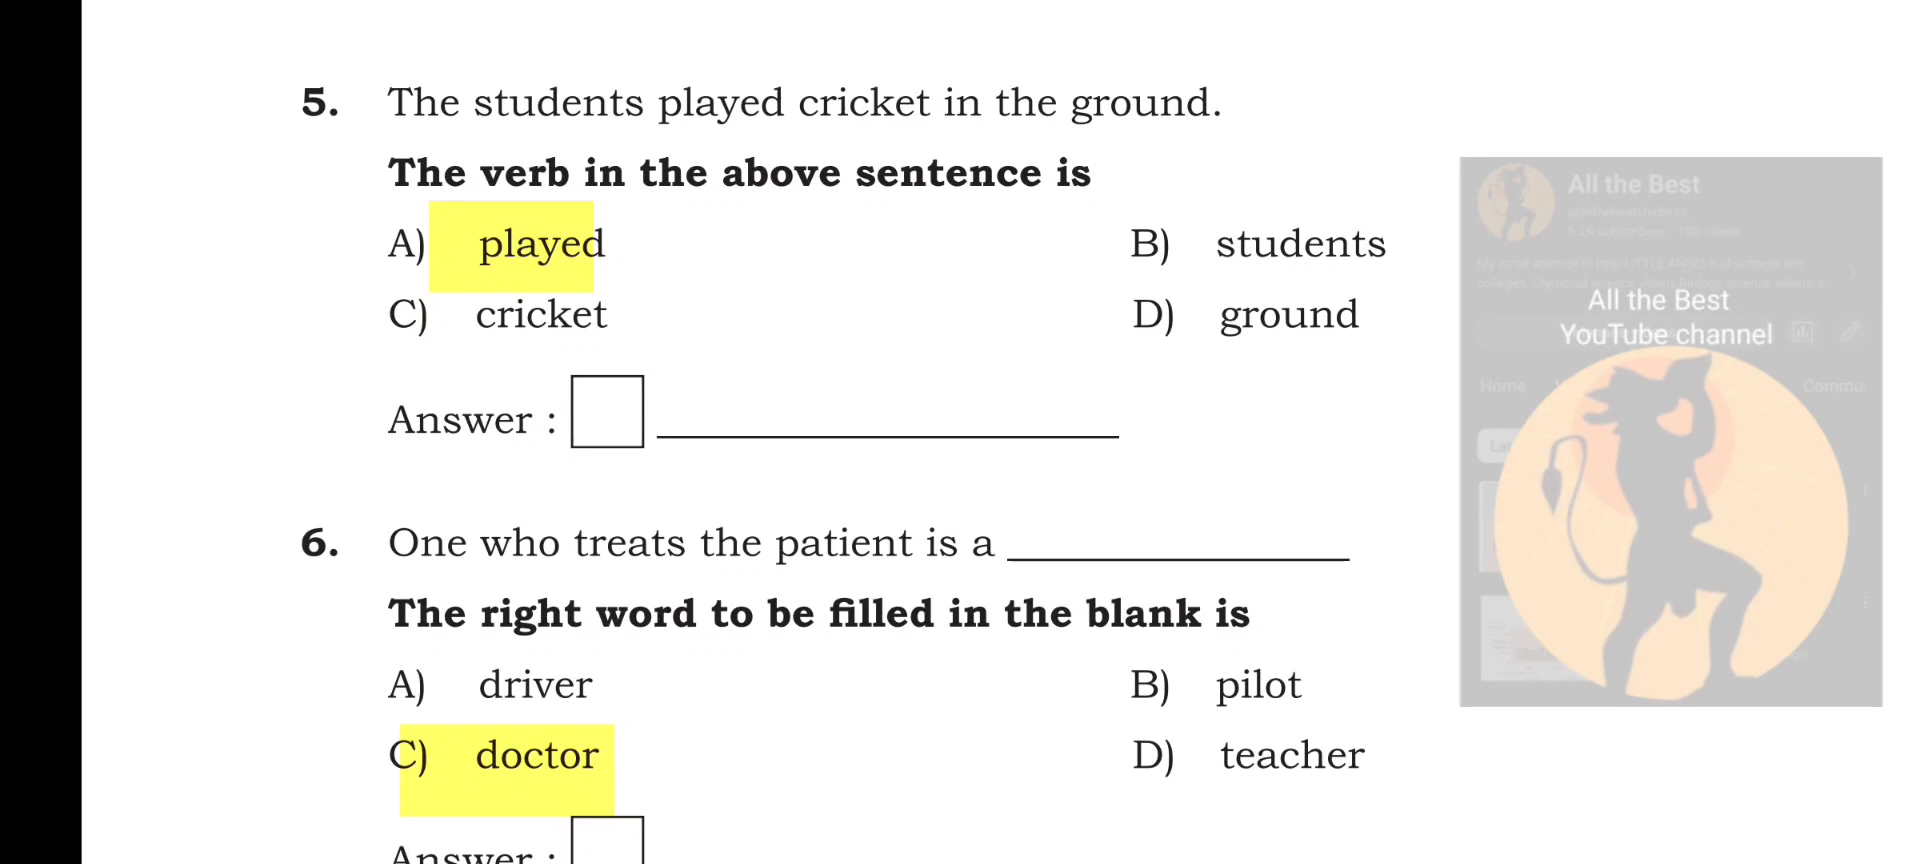 5. The students played cricket in the ground.
The verb in the above sentence is
A) played B) students
C) cricket D) ground
Answer :
6. One who treats the patient is a
The right word to be filled in the blank is
A) driver B) pilot
C) doctor D) teacher
Answer :
All the Best
All the Best
YouTube channel
Home
Commu